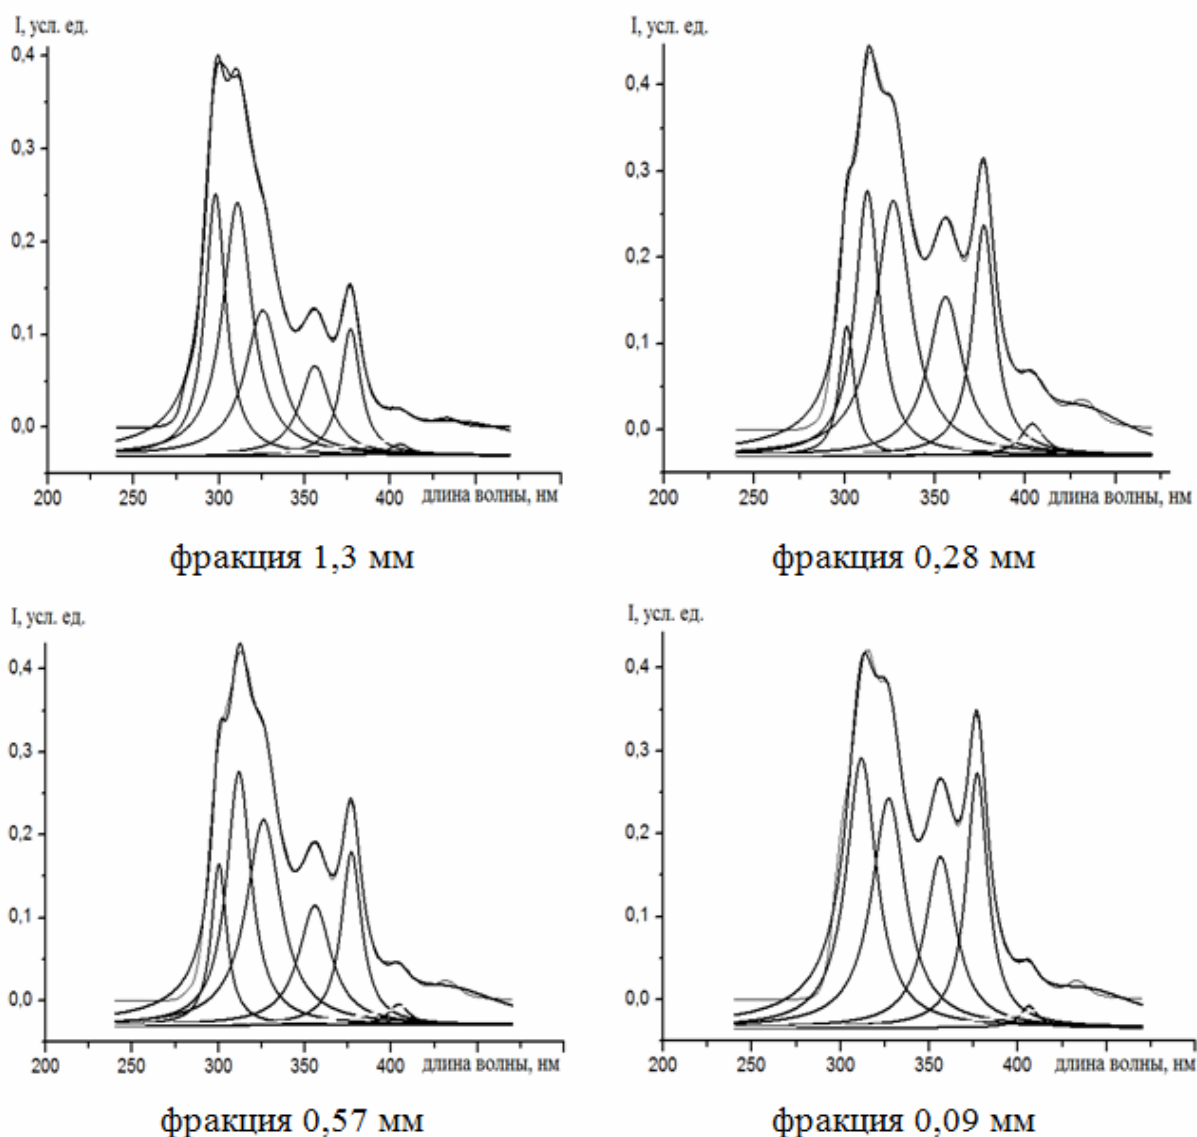 I, усл. ед.
0,4
0,3
0,2
0,1
0,0
200 250 300 350 400 длина волны, нм
фракция 1,3 мм
I, усл. ед.
0,4
0,3
0,2
0,1
0,0
200 250 300 350 400 длина волны, нм
фракция 0,28 мм
I, усл. ед.
0,4
0,3
0,2
0,1
0,0
200 250 300 350 400 длина волны, нм
фракция 0,57 мм
I, усл. ед.
0,4
0,3
0,2
0,1
0,0
200 250 300 350 400 длина волны, нм
фракция 0,09 мм